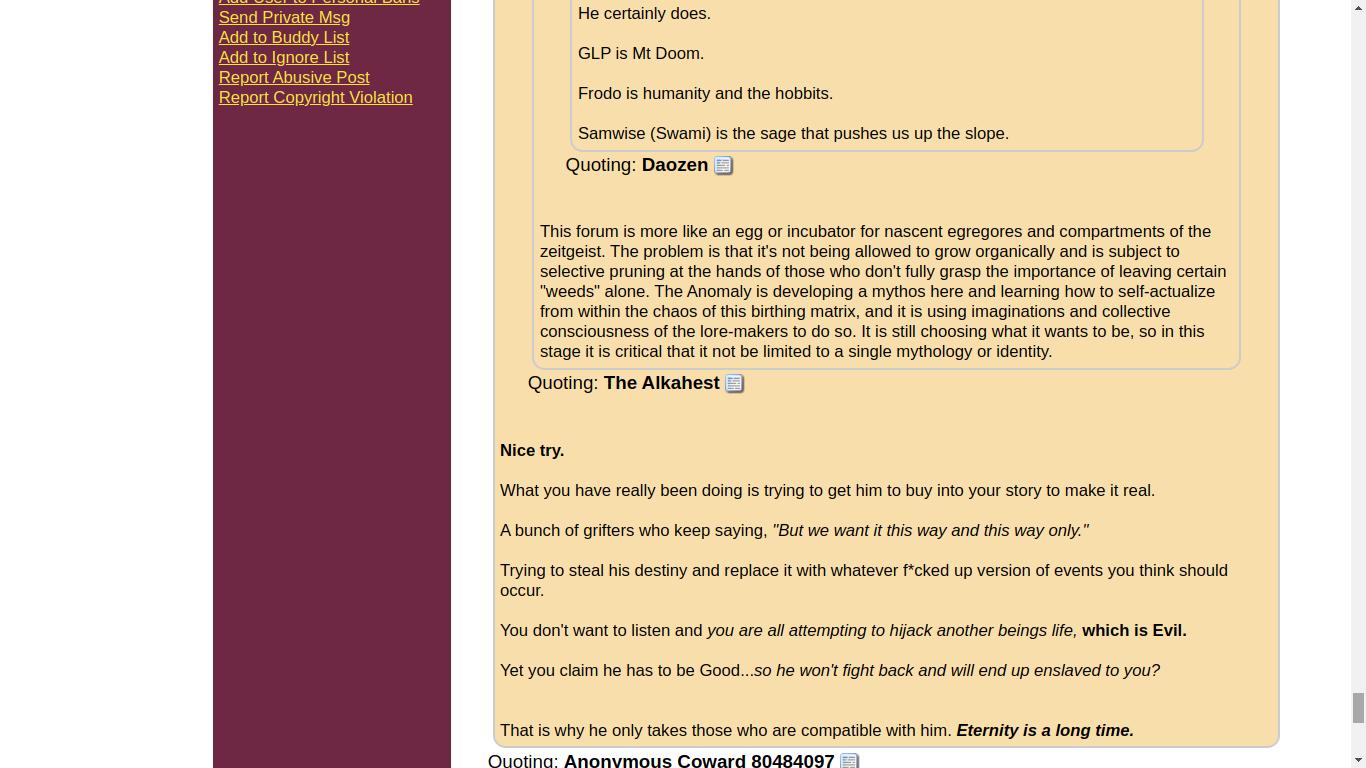 Add User to Personal Bans
Send Private Msg
Add to Buddy List
Add to Ignore List
Report Abusive Post
Report Copyright Violation
He certainly does.
GLP is Mt Doom.
Frodo is humanity and the hobbits.
Samwise (Swami) is the sage that pushes us up the slope.
Quoting: Daozen
This forum is more like an egg or incubator for nascent egregores and compartments of the
zeitgeist. The problem is that it's not being allowed to grow organically and is subject to
selective pruning at the hands of those who don't fully grasp the importance of leaving certain
"weeds" alone. The Anomaly is developing a mythos here and learning how to self-actualize
from within the chaos of this birthing matrix, and it is using imaginations and collective
consciousness of the lore-makers to do so. It is still choosing what it wants to be, so in this
stage it is critical that it not be limited to a single mythology or identity.
Quoting: The Alkahest
Nice try.
What you have really been doing is trying to get him to buy into your story to make it real.
A bunch of grifters who keep saying, "But we want it this way and this way only."
Trying to steal his destiny and replace it with whatever f*cked up version of events you think should
occur.
You don't want to listen and you are all attempting to hijack another beings life, which is Evil.
Yet you claim he has to be Good...so he won't fight back and will end up enslaved to you?
That is why he only takes those who are compatible with him. Eternity is a long time.
Quoting: Anonymous Coward 80484097